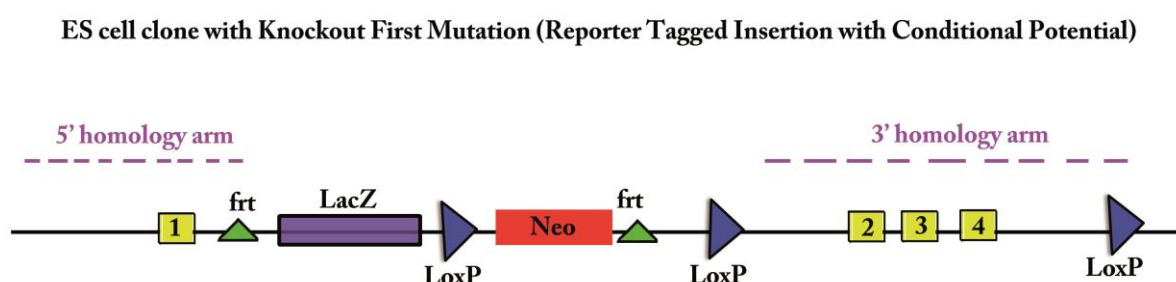 ES cell clone with Knockout First Mutation (Reporter Tagged Insertion with Conditional Potential)
5' homology arm
3' homology arm
frt
LacZ
frt
1
Neo
2
3
4
LoxP
LoxP
LoxP